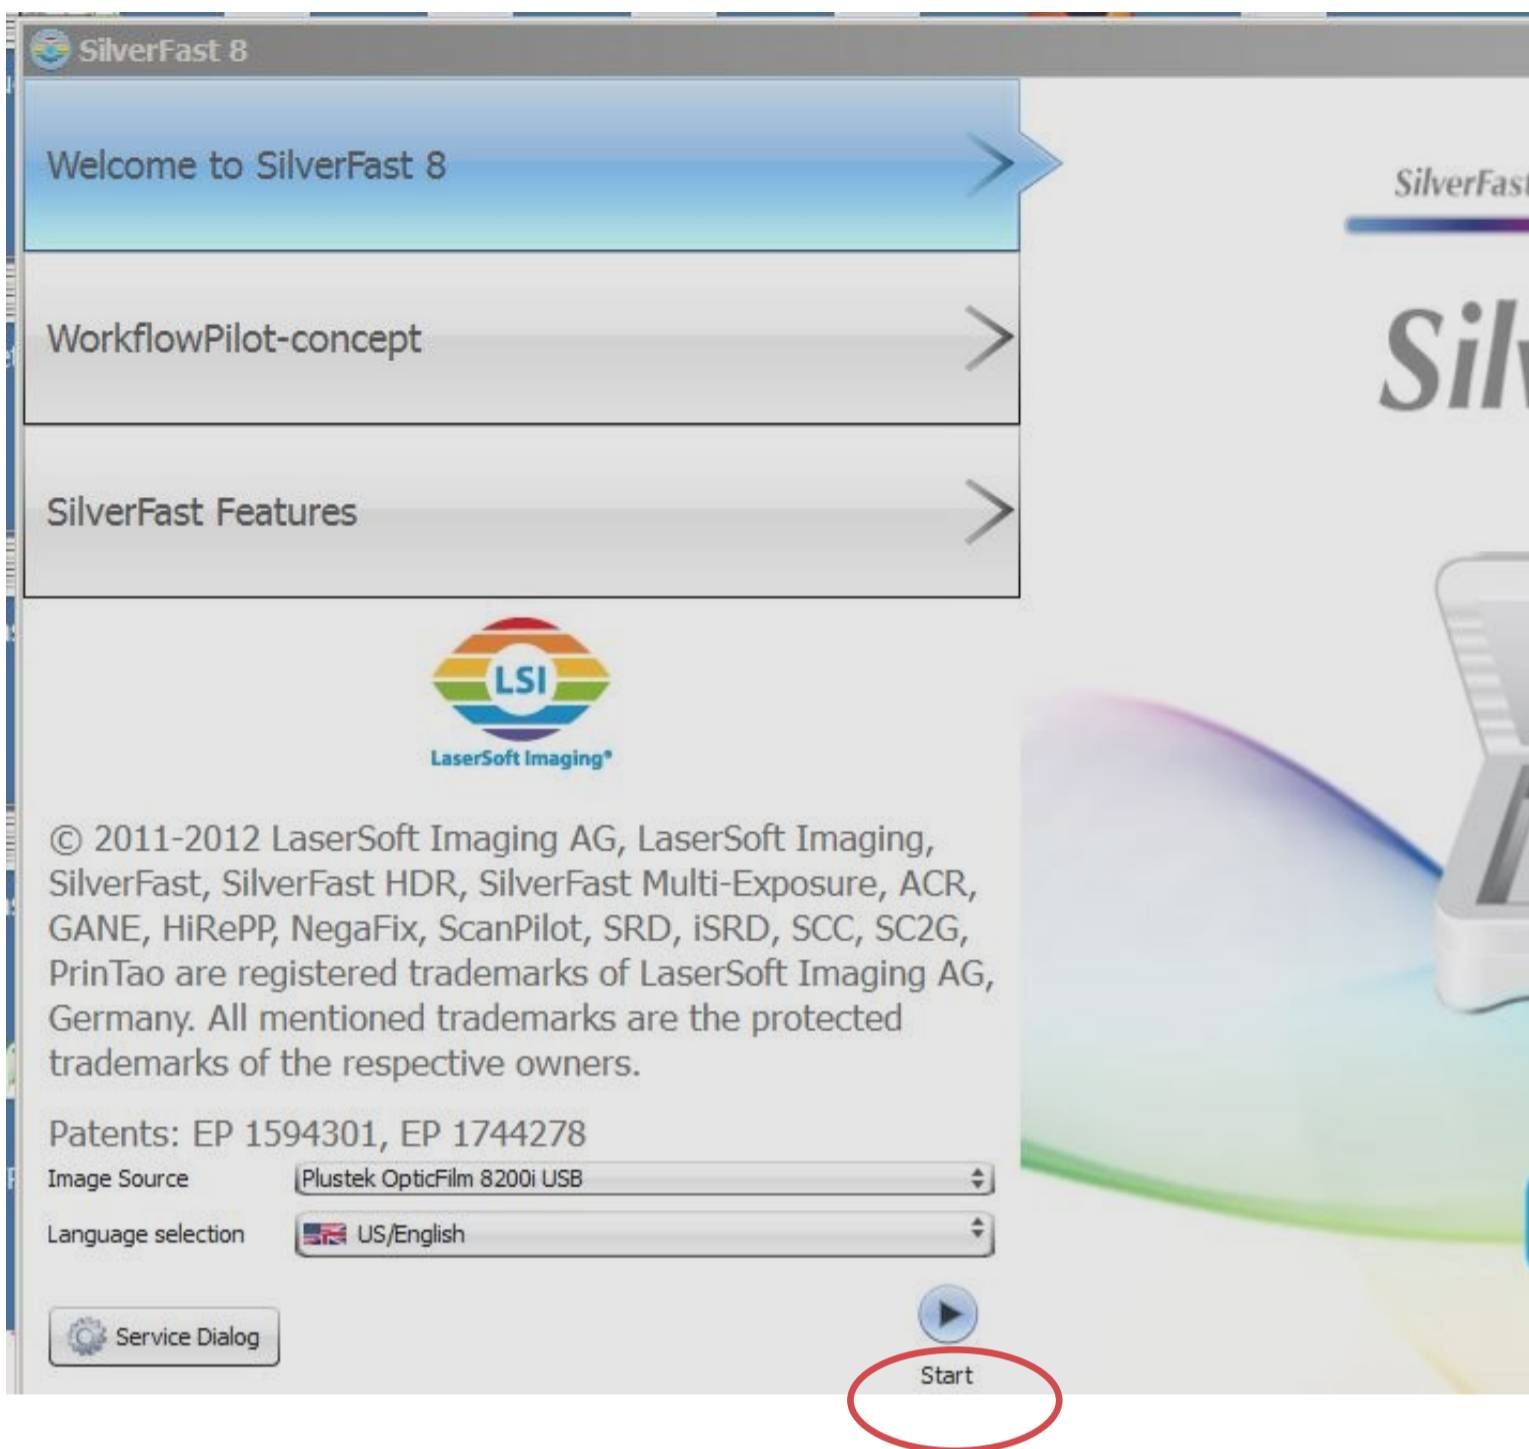 SilverFast 8
Welcome to SilverFast 8
WorkflowPilot-concept
SilverFast Features
SilverFast
Silv
LSI
LaserSoft Imaging®
© 2011-2012 LaserSoft Imaging AG, LaserSoft Imaging,
SilverFast, SilverFast HDR, SilverFast Multi-Exposure, ACR,
GANE, HiRePP, NegaFix, ScanPilot, SRD, iSRD, SCC, SC2G,
PrinTao are registered trademarks of LaserSoft Imaging AG,
Germany. All mentioned trademarks are the protected
trademarks of the respective owners.
Patents: EP 1594301, EP 1744278
Image Source
Plustek OpticFilm 8200i USB
Language selection
US/English
Service Dialog
Start